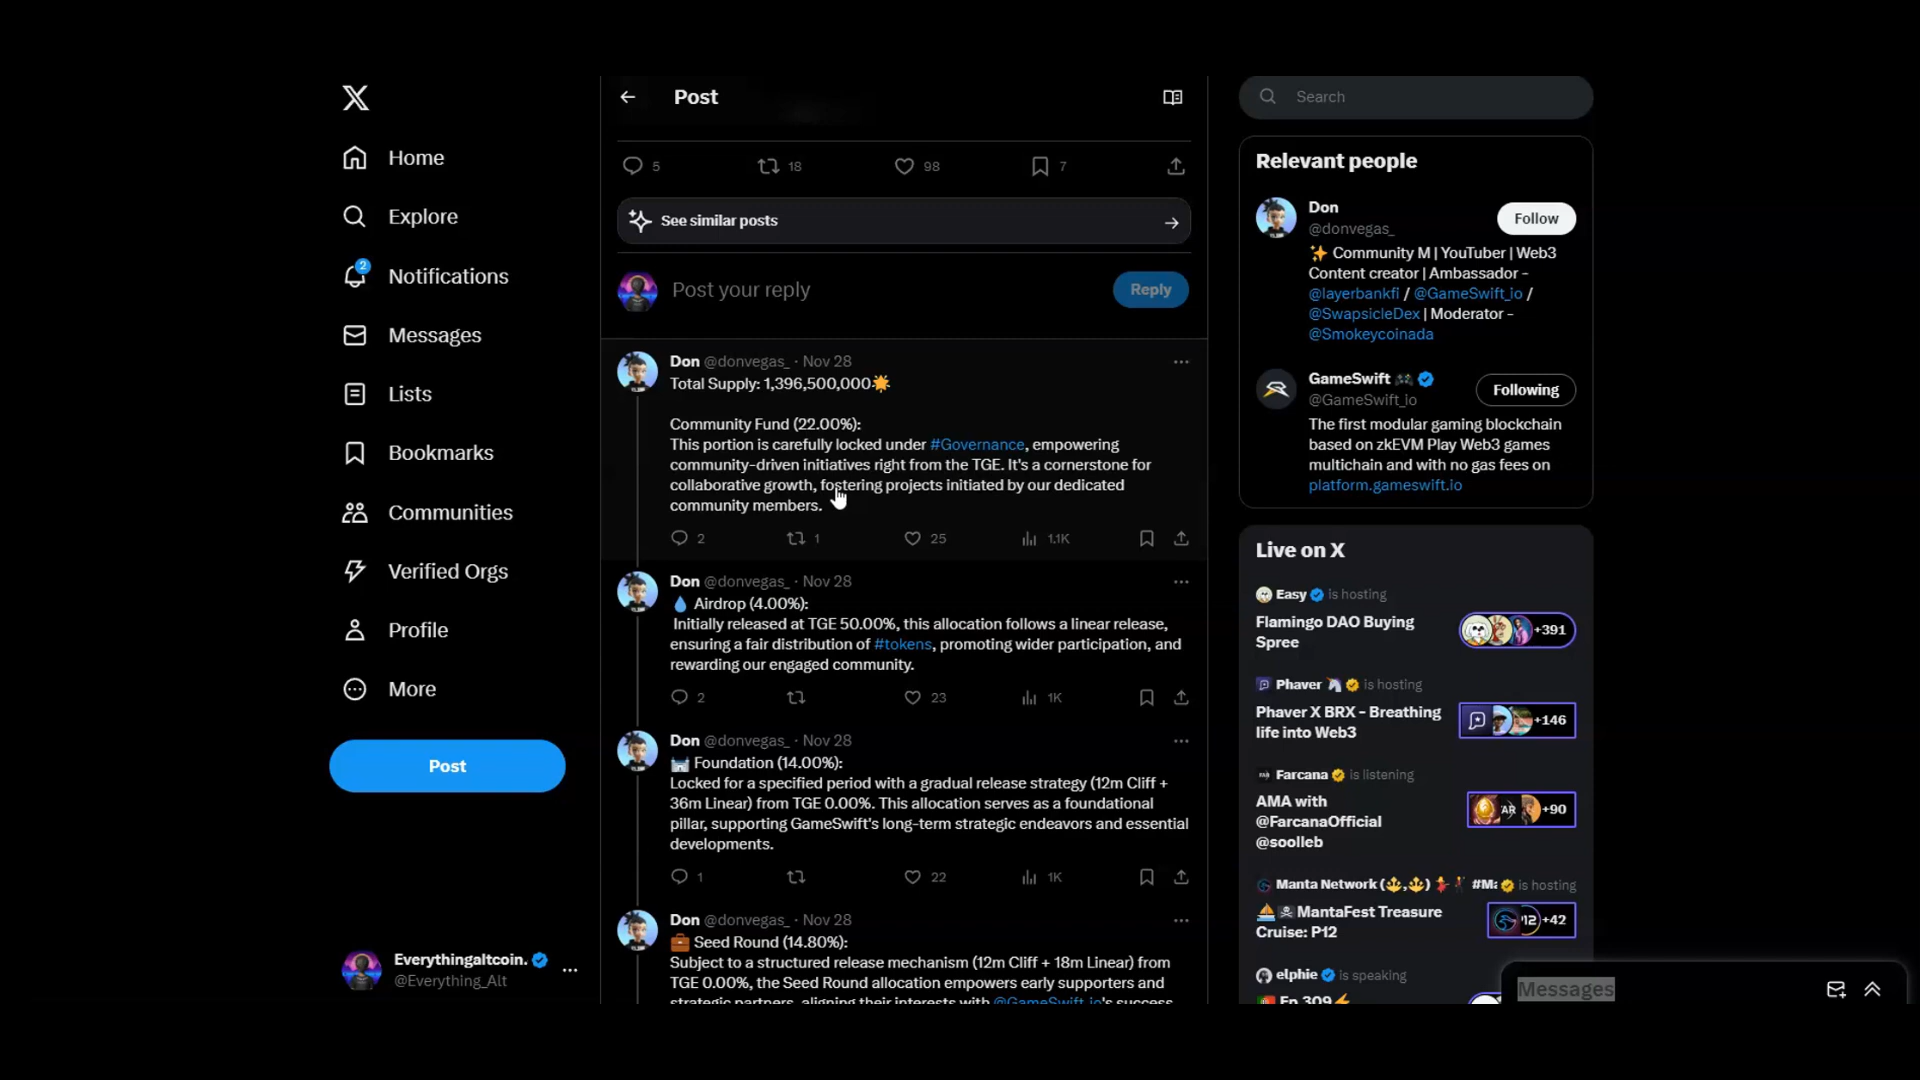 Home
Explore
2
Notifications
Messages
Lists
Bookmarks
Communities
Verified Orgs
Profile
More
Post
Everythingaltcoin.
@Everything_Alt
Post
5 18 98 7
See similar posts
Post your reply
Reply
Don @donvegas_ · Nov 28
Total Supply: 1,396,500,000
Community Fund (22.00%):
This portion is carefully locked under #Governance, empowering
community-driven initiatives right from the TGE. It's a cornerstone for
collaborative growth, fostering projects initiated by our dedicated
community members.
2 1 25 1.1K
Don @donvegas_ · Nov 28
Airdrop (4.00%):
Initially released at TGE 50.00%, this allocation follows a linear release,
ensuring a fair distribution of #tokens, promoting wider participation, and
rewarding our engaged community.
2 23 1K
Don @donvegas_ · Nov 28
Foundation (14.00%):
Locked for a specified period with a gradual release strategy (12m Cliff +
36m Linear) from TGE 0.00%. This allocation serves as a foundational
pillar, supporting GameSwift's long-term strategic endeavors and essential
developments.
1 22 1K
Don @donvegas_ · Nov 28
Seed Round (14.80%):
Subject to a structured release mechanism (12m Cliff + 18m Linear) from
TGE 0.00%, the Seed Round allocation empowers early supporters and
strategic partners, aligning their interests with @GameSwift_io's success
Search
Relevant people
Don
@donvegas_
Follow
Community M | YouTuber | Web3
Content creator | Ambassador -
@layerbankfi / @GameSwift_io /
@SwapsicleDex | Moderator -
@Smokeycoinada
GameSwift
@GameSwift_io
Following
The first modular gaming blockchain
based on zkEVM Play Web3 games
multichain and with no gas fees on
platform.gameswift.io
Live on X
Easy is hosting
Flamingo DAO Buying
Spree
+391
Phaver is hosting
Phaver X BRX - Breathing
life into Web3
+146
Farcana is listening
AMA with
@FarcanaOfficial
@soolleb
+90
Manta Network ( , ) #Ma is hosting
MantaFest Treasure
Cruise: P12
+42
elphie is speaking
Ep 309
Messages